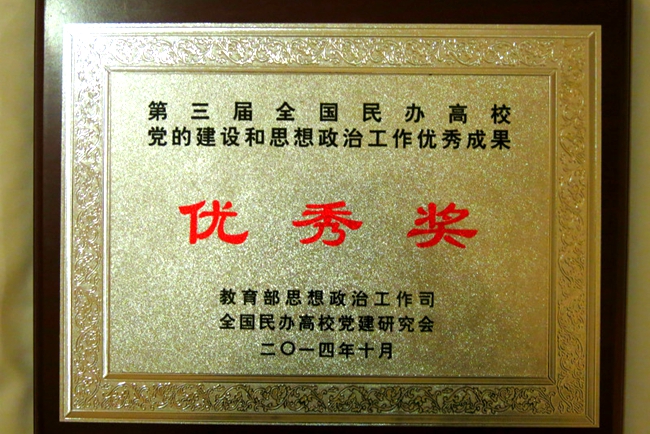 第三届全国民办高校
党的建设和思想政治工作优秀成果
优秀奖
教育部思想政治工作司
全国民办高校党建研究会
二〇一四年十月